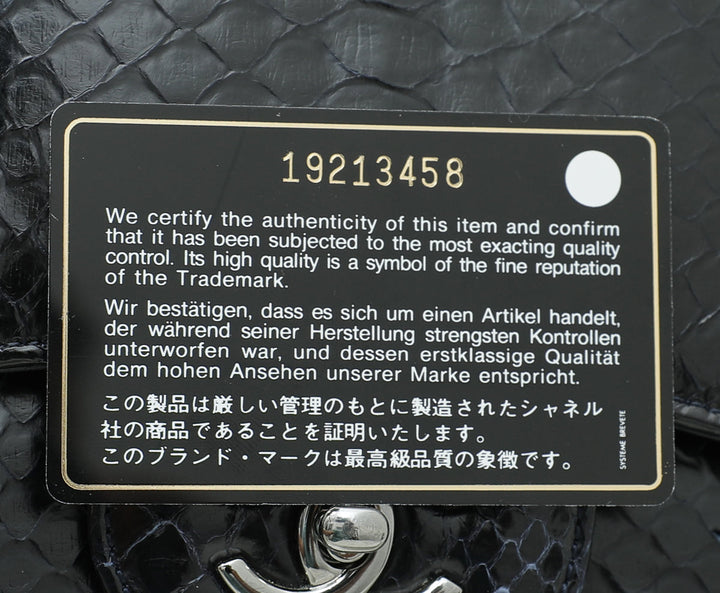 19213458
We certify the authenticity of this item and confirm
that it has been subjected to the most exacting quality
control. Its high quality is a symbol of the fine reputation
of the Trademark.
Wir bestätigen, dass es sich um einen Artikel handelt,
der während seiner Herstellung strengsten Kontrollen
unterworfen war, und dessen erstklassige Qualität
dem hohen Ansehen unserer Marke entspricht.
この製品は厳しい管理のもとに製造されたシャネル
社の商品であることを証明いたします。
このブランド・マークは最高級品質の象徴です。
SYSTEME BREVETE